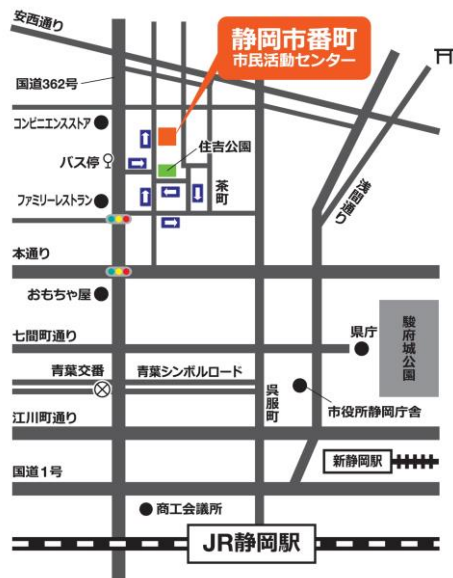 安西通り
静岡市番町
市民活動センター
国道362号
コンビニエンスストア
住吉公園
バス停
茶町
ファミリーレストラン
浅間通り
本通り
おもちゃ屋
七間町通り
県庁
駿府城公園
青葉交番
青葉シンボルロード
呉服町
市役所静岡庁舎
江川町通り
新静岡駅
国道1号
商工会議所
JR静岡駅